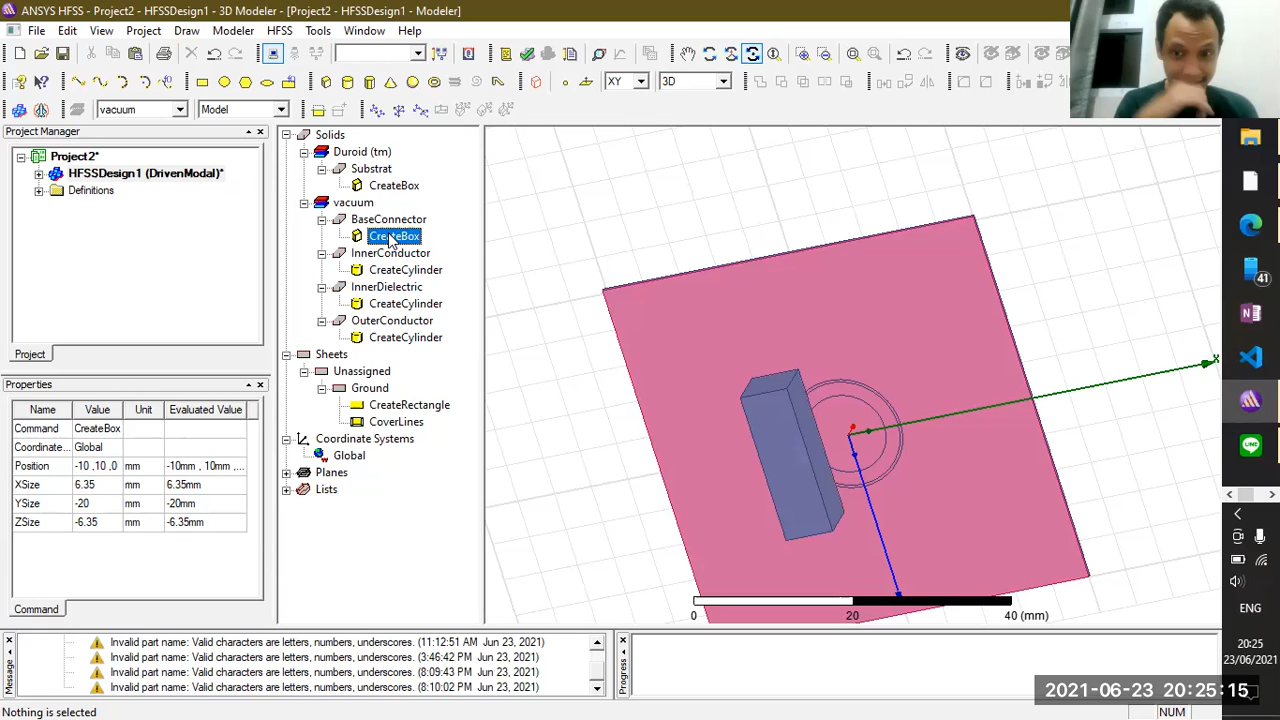 ANSYS HFSS - Project2 - HFSSDesign1 - 3D Modeler - [Project2 - HFSSDesign1 - Modeler]
File Edit View Project Draw Modeler HFSS Tools Window Help
XY 3D
vacuum Model
Project Manager
Project2*
HFSSDesign1 (DrivenModal)*
Definitions
Project
Properties
Name Value Unit Evaluated Value
Command CreateBox
Coordinate... Global
Position -10 ,10 ,0 mm -10mm , 10mm ,...
XSize 6.35 mm 6.35mm
YSize -20 mm -20mm
ZSize -6.35 mm -6.35mm
Command
Solids
Duroid (tm)
Substrat
CreateBox
vacuum
BaseConnector
CreateBox
InnerConductor
CreateCylinder
InnerDielectric
CreateCylinder
OuterConductor
CreateCylinder
Sheets
Unassigned
Ground
CreateRectangle
CoverLines
Coordinate Systems
Global
Planes
Lists
X
0 20 40 (mm)
Message
Invalid part name: Valid characters are letters, numbers, underscores. (11:12:51 AM Jun 23, 2021)
Invalid part name: Valid characters are letters, numbers, underscores. (3:46:42 PM Jun 23, 2021)
Invalid part name: Valid characters are letters, numbers, underscores. (8:09:43 PM Jun 23, 2021)
Invalid part name: Valid characters are letters, numbers, underscores. (8:10:02 PM Jun 23, 2021)
Progress
Nothing is selected
NUM
41
LINE
ENG
20:25
23/06/2021
2021-06-23 20:25:15